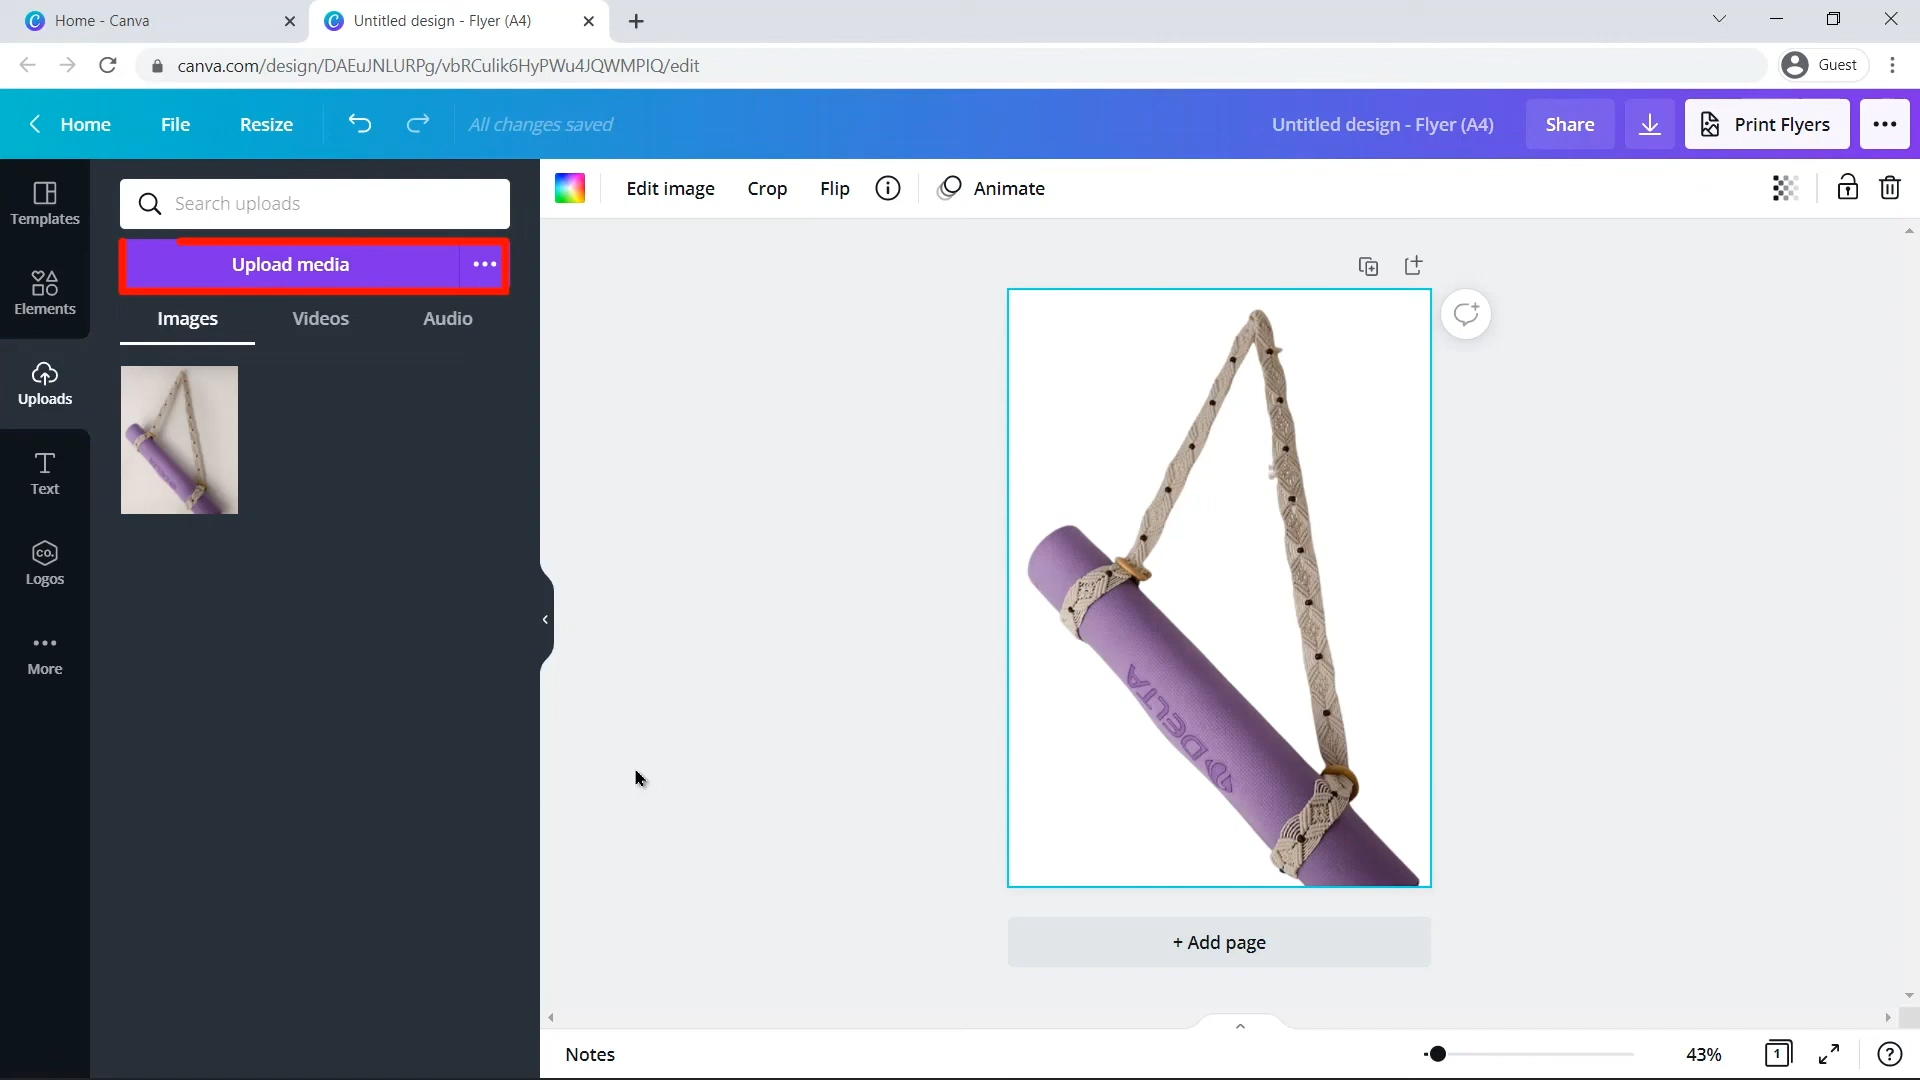 Home - Canva
Untitled design - Flyer (A4)
canva.com/design/DAEuJNLURPg/vbRCulik6HyPWu4JQWMPIQ/edit
Guest
Home
File
Resize
All changes saved
Untitled design - Flyer (A4)
Share
Print Flyers
Templates
Elements
Uploads
Text
CO.
Logos
More
Search uploads
Upload media
Images
Videos
Audio
Edit image
Crop
Flip
Animate
DELTA
+ Add page
Notes
43%
1